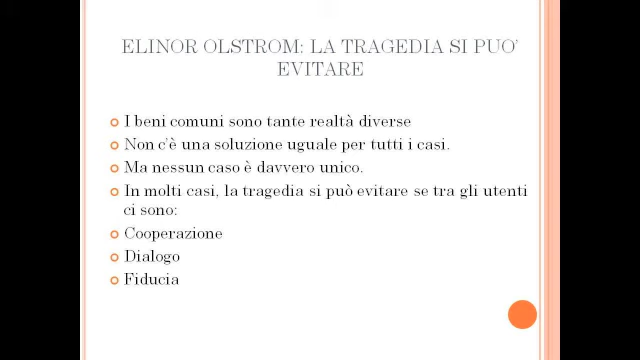 ELINOR OLSTROM: LA TRAGEDIA SI PUO'
EVITARE
I beni comuni sono tante realtà diverse
Non c'è una soluzione uguale per tutti i casi.
Ma nessun caso è davvero unico.
In molti casi, la tragedia si può evitare se tra gli utenti
ci sono:
Cooperazione
Dialogo
Fiducia